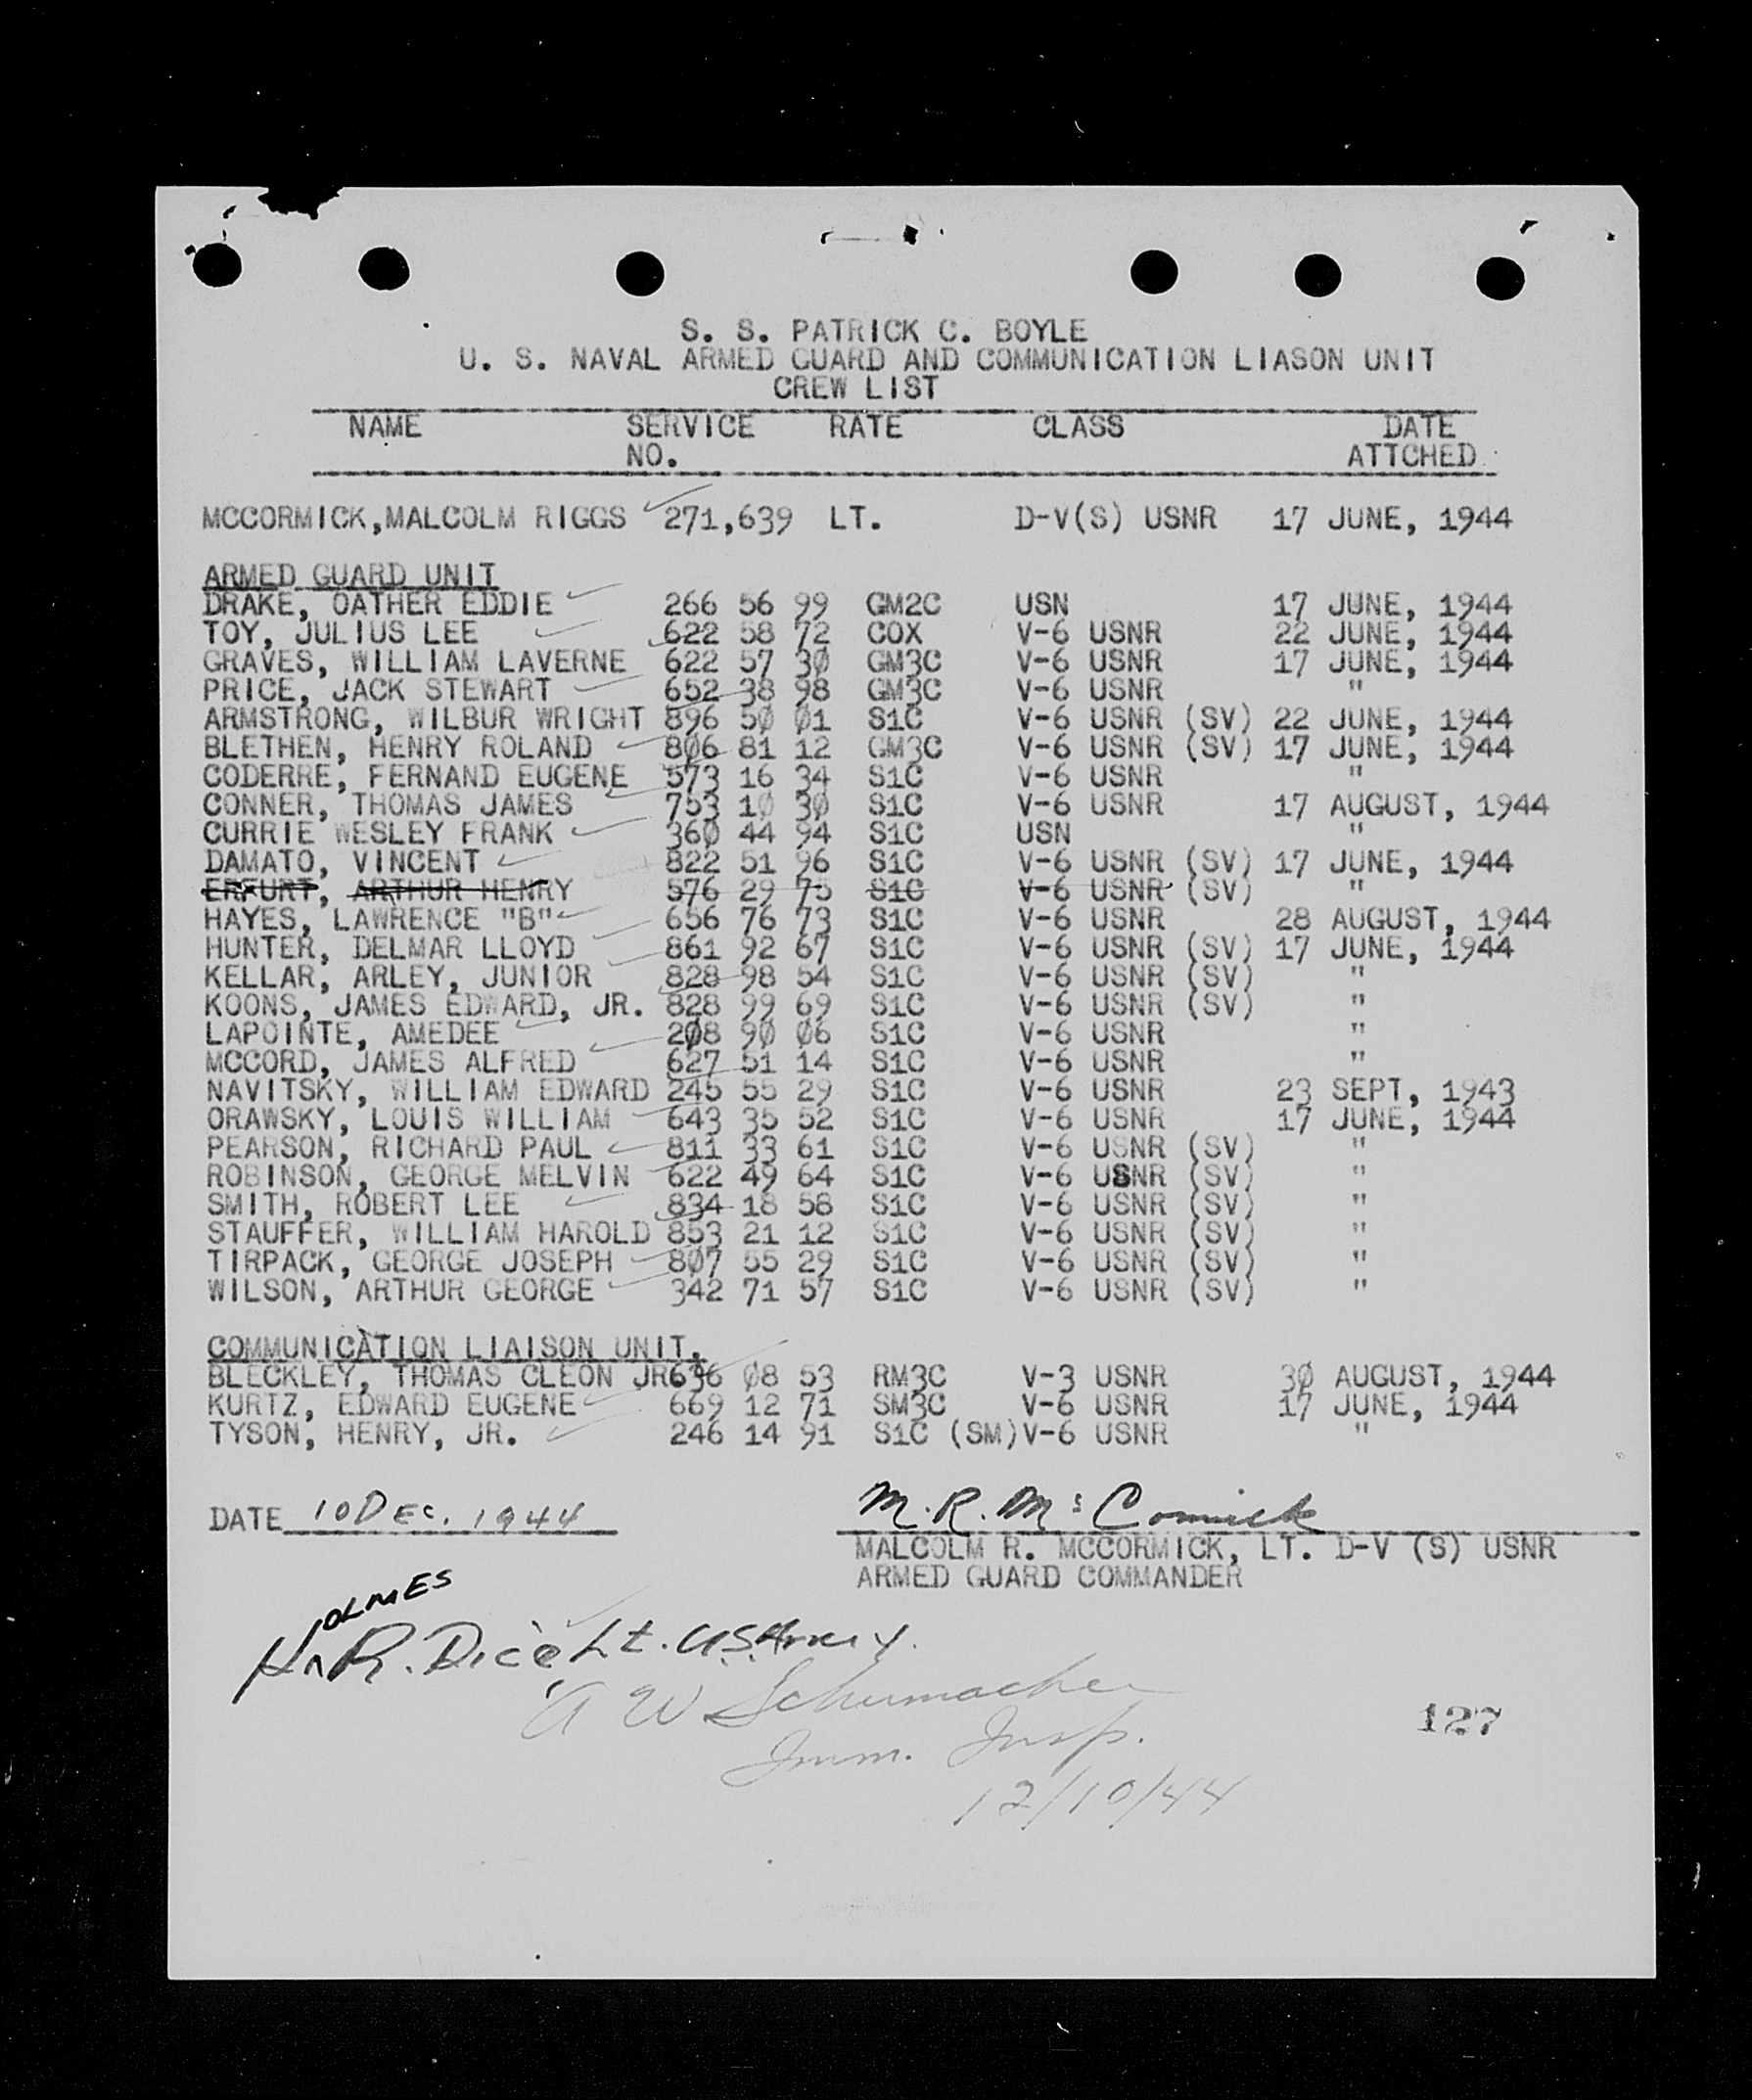 S. S. PATRICK C. BOYLE
U. S. NAVAL ARMED GUARD AND COMMUNICATION LIASON UNIT
CREW LIST
NAME SERVICE RATE CLASS DATE
NO. ATTCHED
MCCORMICK,MALCOLM RIGGS 271,639 LT. D-V(S) USNR 17 JUNE, 1944
ARMED GUARD UNIT
DRAKE, OATHER EDDIE 266 56 99 GM2C USN 17 JUNE, 1944
TOY, JULIUS LEE 622 58 72 COX V-6 USNR 22 JUNE, 1944
GRAVES, WILLIAM LAVERNE 622 57 30 GM3C V-6 USNR 17 JUNE, 1944
PRICE, JACK STEWART 652 38 98 GM3C V-6 USNR "
ARMSTRONG, WILBUR WRIGHT 896 50 01 S1C V-6 USNR (SV) 22 JUNE, 1944
BLETHEN, HENRY ROLAND 806 81 12 GM3C V-6 USNR (SV) 17 JUNE, 1944
CODERRE, FERNAND EUGENE 573 16 34 S1C V-6 USNR "
CONNER, THOMAS JAMES 753 10 30 S1C V-6 USNR 17 AUGUST, 1944
CURRIE WESLEY FRANK 360 44 94 S1C USN "
DAMATO, VINCENT 822 51 96 S1C V-6 USNR (SV) 17 JUNE, 1944
ERFURT, ARTHUR HENRY 576 29 75 S1C V-6 USNR (SV) "
HAYES, LAWRENCE "B" 656 76 73 S1C V-6 USNR 28 AUGUST, 1944
HUNTER, DELMAR LLOYD 861 92 67 S1C V-6 USNR (SV) 17 JUNE, 1944
KELLAR, ARLEY, JUNIOR 828 98 54 S1C V-6 USNR (SV) "
KOONS, JAMES EDWARD, JR. 828 99 69 S1C V-6 USNR (SV) "
LAPOINTE, AMEDEE 208 90 06 S1C V-6 USNR "
MCCORD, JAMES ALFRED 627 51 14 S1C V-6 USNR "
NAVITSKY, WILLIAM EDWARD 245 55 29 S1C V-6 USNR 23 SEPT, 1943
ORAWSKY, LOUIS WILLIAM 643 35 52 S1C V-6 USNR 17 JUNE, 1944
PEARSON, RICHARD PAUL 811 33 61 S1C V-6 USNR (SV) "
ROBINSON, GEORGE MELVIN 622 49 64 S1C V-6 USNR (SV) "
SMITH, ROBERT LEE 834 18 58 S1C V-6 USNR (SV) "
STAUFFER, WILLIAM HAROLD 853 21 12 S1C V-6 USNR (SV) "
TIRPACK, GEORGE JOSEPH 807 55 29 S1C V-6 USNR (SV) "
WILSON, ARTHUR GEORGE 342 71 57 S1C V-6 USNR (SV) "
COMMUNICATION LIAISON UNIT.
BLECKLEY, THOMAS CLEON JR636 08 53 RM3C V-3 USNR 30 AUGUST, 1944
KURTZ, EDWARD EUGENE 669 12 71 SM3C V-6 USNR 17 JUNE, 1944
TYSON, HENRY, JR. 246 14 91 S1C (SM)V-6 USNR "
DATE 10 DEC. 1944 M. R. McCormick
MALCOLM R. MCCORMICK, LT. D-V (S) USNR
ARMED GUARD COMMANDER
HOLMES
R. Dice Lt. US Army.
A W Schumacher
Imm. Insp.
12/10/44
127